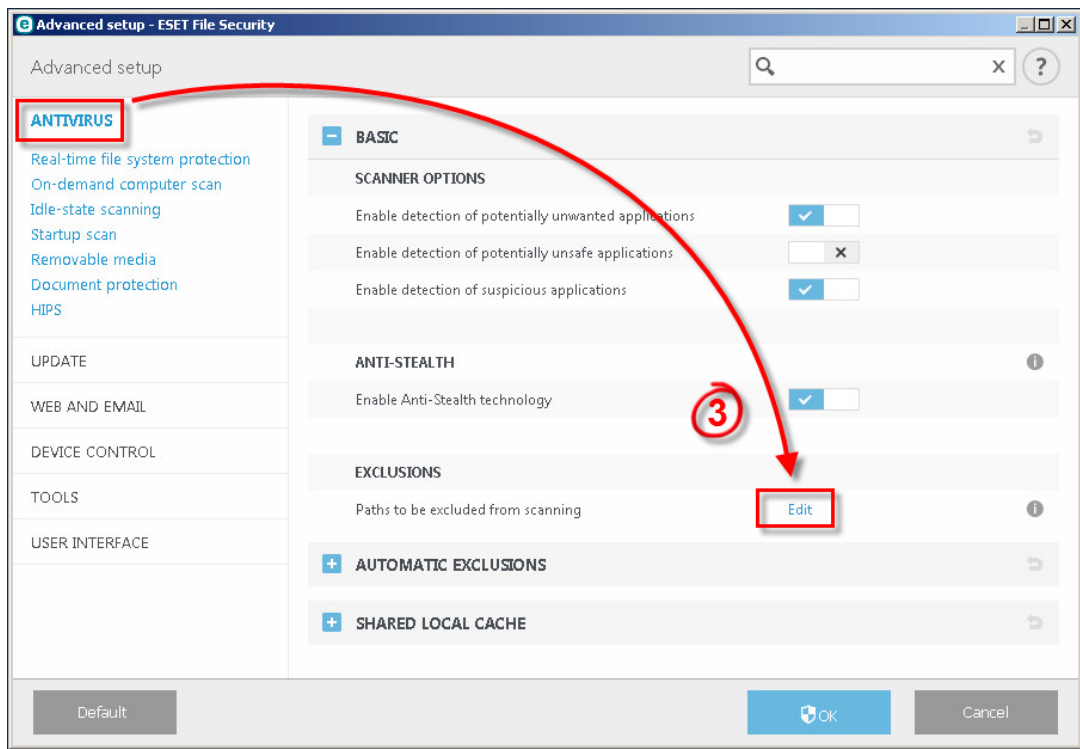 Advanced setup - ESET File Security
Advanced setup
?
ANTIVIRUS
Real-time file system protection
On-demand computer scan
Idle-state scanning
Startup scan
Removable media
Document protection
HIPS
UPDATE
WEB AND EMAIL
DEVICE CONTROL
TOOLS
USER INTERFACE
BASIC
SCANNER OPTIONS
Enable detection of potentially unwanted applications
Enable detection of potentially unsafe applications
Enable detection of suspicious applications
ANTI-STEALTH
Enable Anti-Stealth technology
3
EXCLUSIONS
Paths to be excluded from scanning
Edit
AUTOMATIC EXCLUSIONS
SHARED LOCAL CACHE
Default
OK
Cancel